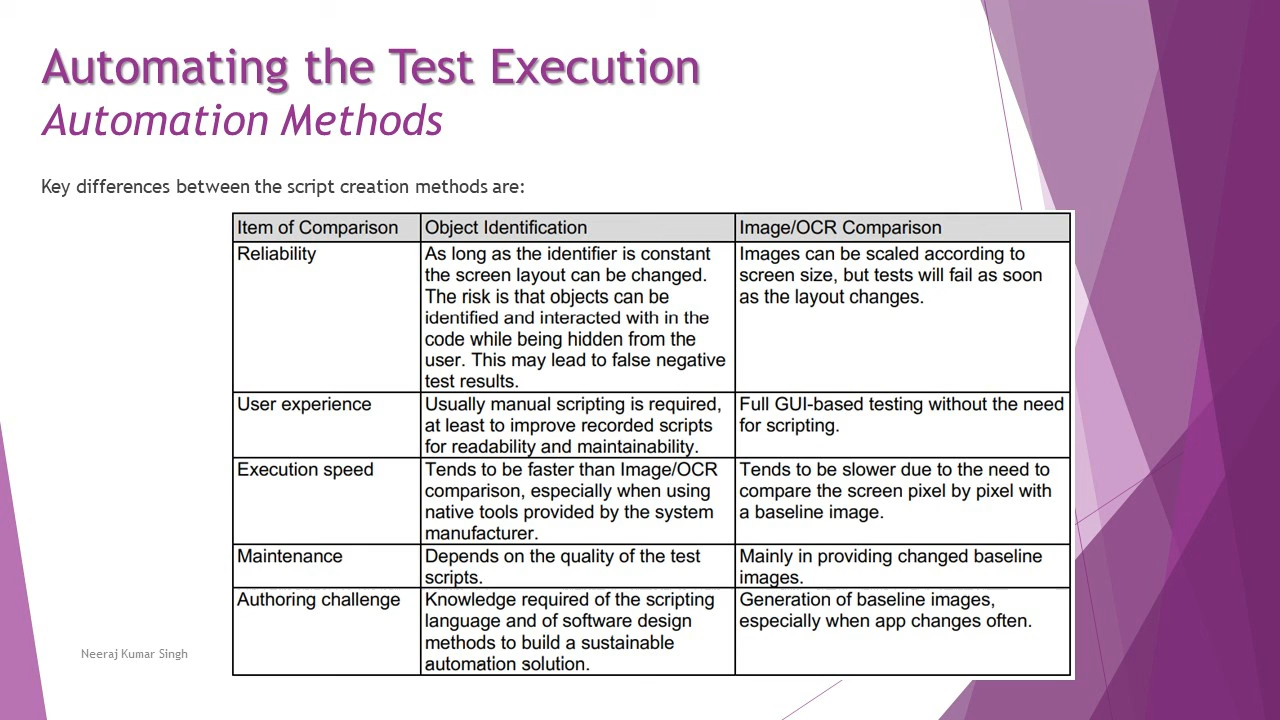 Automating the Test Execution
Automation Methods
Key differences between the script creation methods are:
Item of Comparison
Object Identification
Image/OCR Comparison
Reliability
As long as the identifier is constant
the screen layout can be changed.
The risk is that objects can be
identified and interacted with in the
code while being hidden from the
user. This may lead to false negative
test results.
Images can be scaled according to
screen size, but tests will fail as soon
as the layout changes.
User experience
Usually manual scripting is required,
at least to improve recorded scripts
for readability and maintainability.
Full GUI-based testing without the need
for scripting.
Execution speed
Tends to be faster than Image/OCR
comparison, especially when using
native tools provided by the system
manufacturer.
Tends to be slower due to the need to
compare the screen pixel by pixel with
a baseline image.
Maintenance
Depends on the quality of the test
scripts.
Mainly in providing changed baseline
images.
Authoring challenge
Knowledge required of the scripting
language and of software design
methods to build a sustainable
automation solution.
Generation of baseline images,
especially when app changes often.
Neeraj Kumar Singh